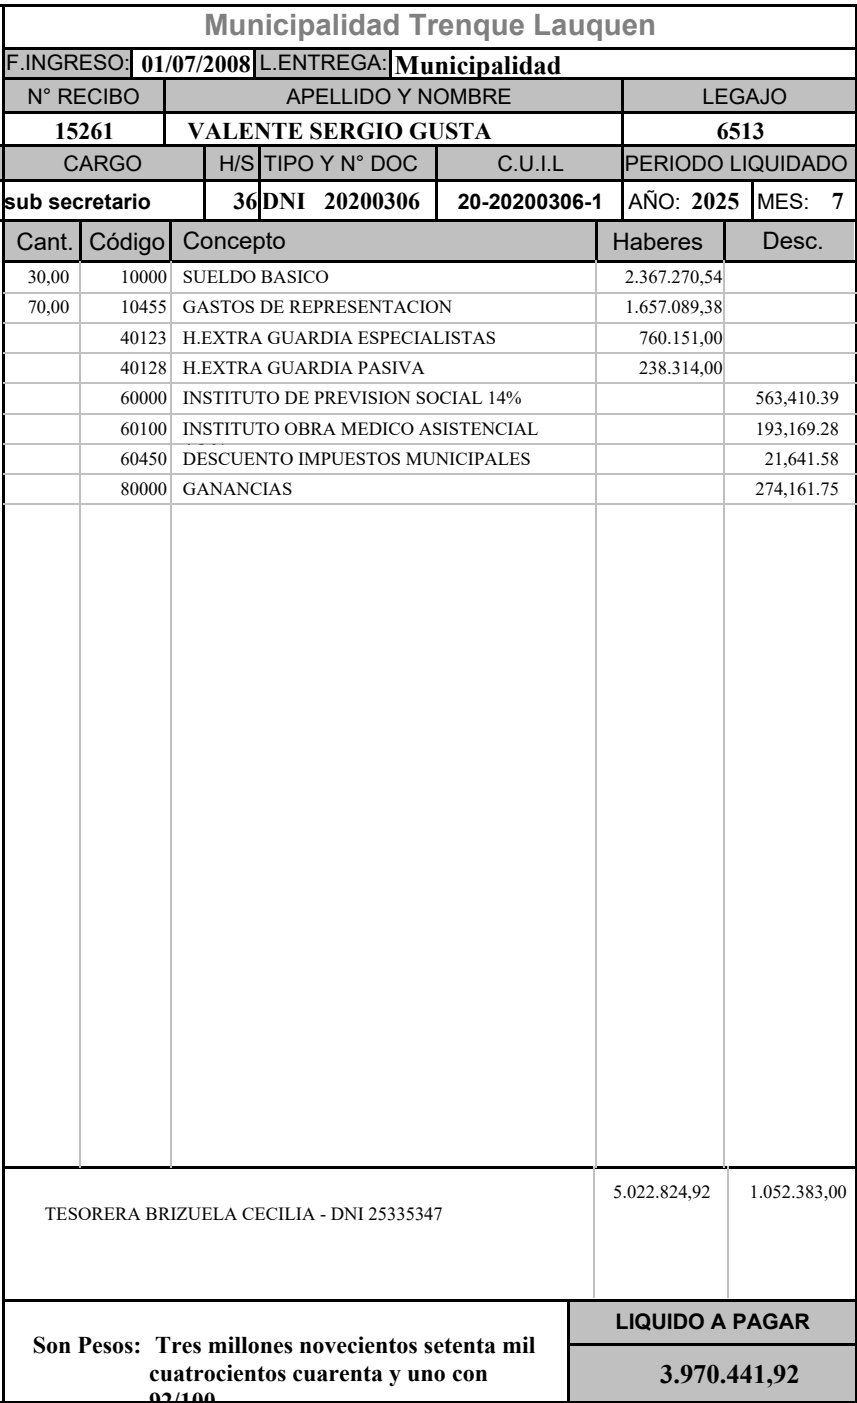 Municipalidad Trenque Lauquen
F.INGRESO: 01/07/2008 L.ENTREGA: Municipalidad
N° RECIBO APELLIDO Y NOMBRE LEGAJO
15261 VALENTE SERGIO GUSTA 6513
CARGO H/S TIPO Y N° DOC C.U.I.L PERIODO LIQUIDADO
sub secretario 36 DNI 20200306 20-20200306-1 AÑO: 2025 MES: 7
Cant. Código Concepto Haberes Desc.
30,00 10000 SUELDO BASICO 2.367.270,54
70,00 10455 GASTOS DE REPRESENTACION 1.657.089,38
40123 H.EXTRA GUARDIA ESPECIALISTAS 760.151,00
40128 H.EXTRA GUARDIA PASIVA 238.314,00
60000 INSTITUTO DE PREVISION SOCIAL 14% 563,410.39
60100 INSTITUTO OBRA MEDICO ASISTENCIAL 193,169.28
60450 DESCUENTO IMPUESTOS MUNICIPALES 21,641.58
80000 GANANCIAS 274,161.75
5.022.824,92 1.052.383,00
TESORERA BRIZUELA CECILIA - DNI 25335347
LIQUIDO A PAGAR
Son Pesos: Tres millones novecientos setenta mil
cuatrocientos cuarenta y uno con 3.970.441,92
92/100